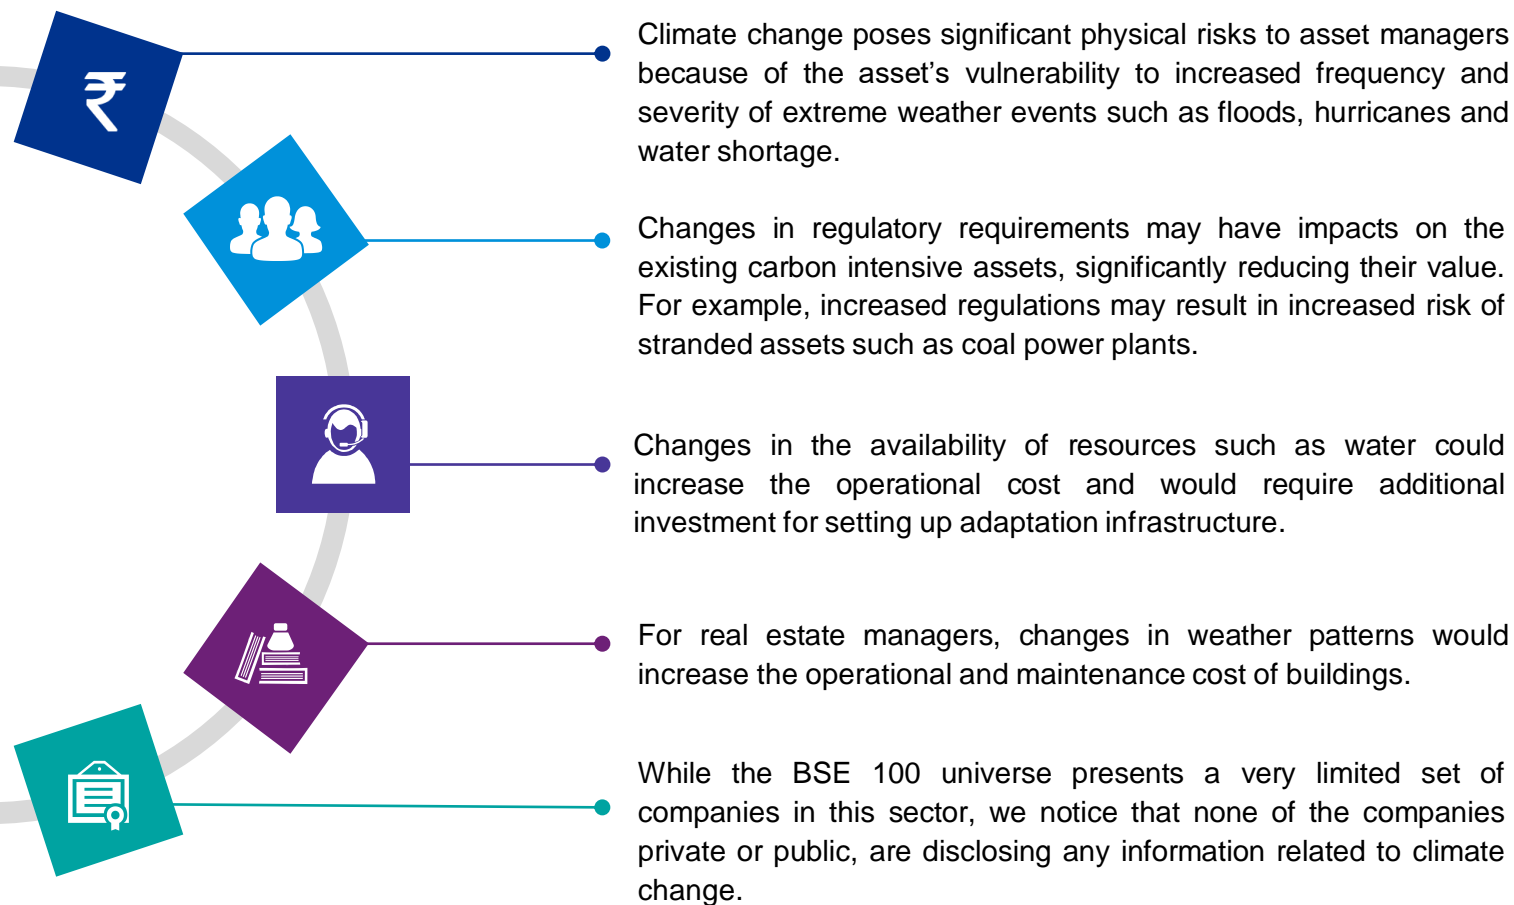 ₹
Climate change poses significant physical risks to asset managers
because of the asset's vulnerability to increased frequency and
severity of extreme weather events such as floods, hurricanes and
water shortage.
Changes in regulatory requirements may have impacts on the
existing carbon intensive assets, significantly reducing their value.
For example, increased regulations may result in increased risk of
stranded assets such as coal power plants.
Changes in the availability of resources such as water could
increase the operational cost and would require additional
investment for setting up adaptation infrastructure.
For real estate managers, changes in weather patterns would
increase the operational and maintenance cost of buildings.
While the BSE 100 universe presents a very limited set of
companies in this sector, we notice that none of the companies
private or public, are disclosing any information related to climate
change.